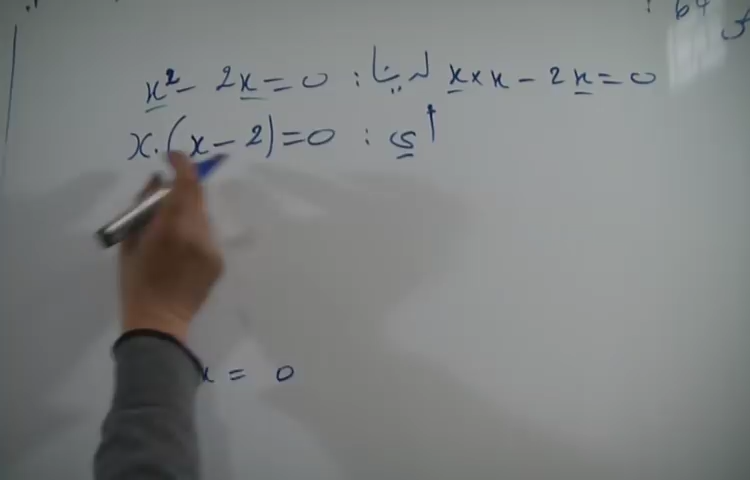 x² - 2x = 0 : لدينا x×x - 2x = 0
x.(x - 2) = 0 : أي
x = 0